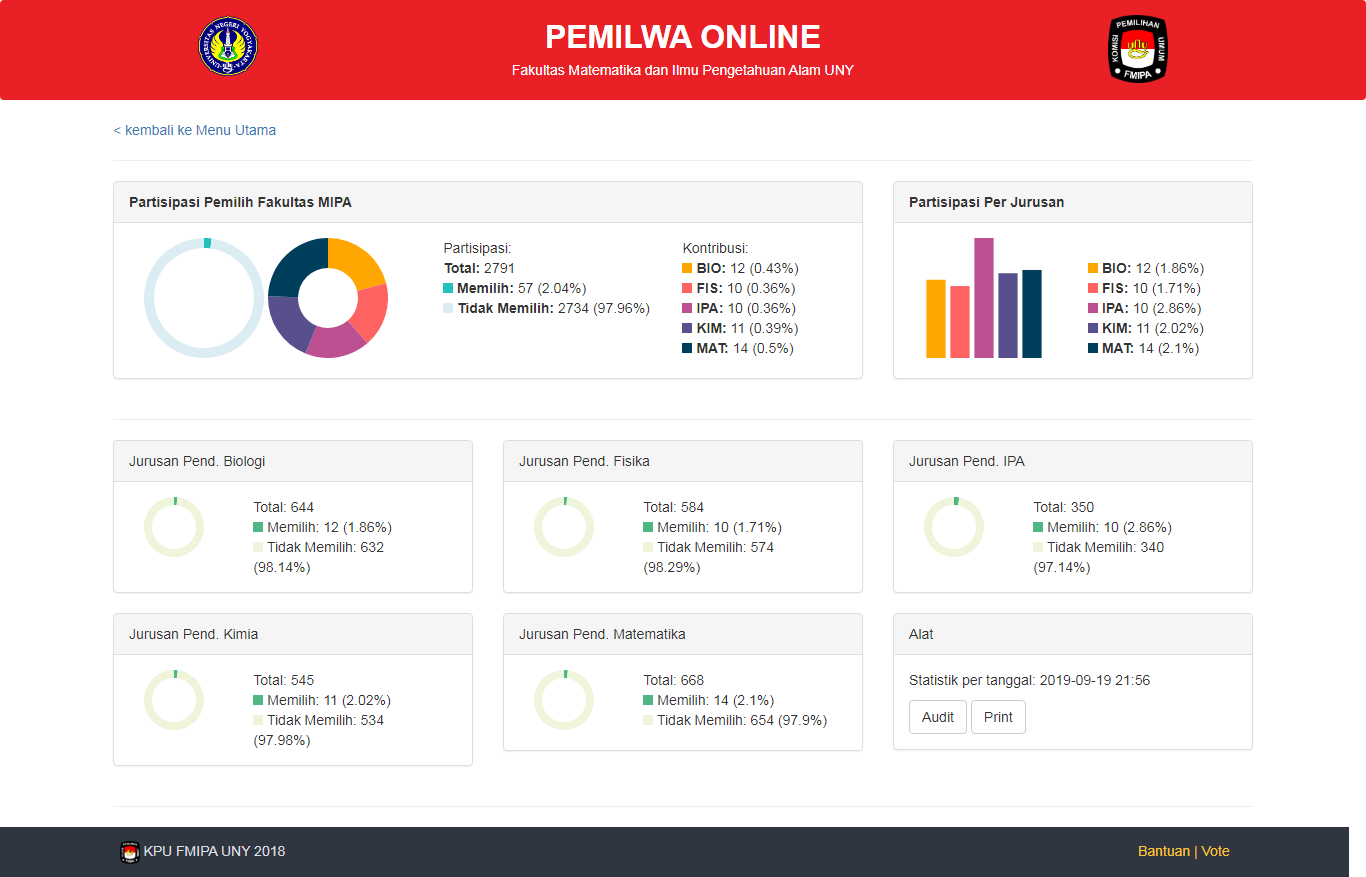 UNIVERSITAS NEGERI YOGYAKARTA
PEMILWA ONLINE
Fakultas Matematika dan Ilmu Pengetahuan Alam UNY
KOMISI PEMILIHAN UMUM
FMIPA
< kembali ke Menu Utama
Partisipasi Pemilih Fakultas MIPA
Partisipasi:
Total: 2791
Memilih: 57 (2.04%)
Tidak Memilih: 2734 (97.96%)
Kontribusi:
BIO: 12 (0.43%)
FIS: 10 (0.36%)
IPA: 10 (0.36%)
KIM: 11 (0.39%)
MAT: 14 (0.5%)
Partisipasi Per Jurusan
BIO: 12 (1.86%)
FIS: 10 (1.71%)
IPA: 10 (2.86%)
KIM: 11 (2.02%)
MAT: 14 (2.1%)
Jurusan Pend. Biologi
Total: 644
Memilih: 12 (1.86%)
Tidak Memilih: 632
(98.14%)
Jurusan Pend. Fisika
Total: 584
Memilih: 10 (1.71%)
Tidak Memilih: 574
(98.29%)
Jurusan Pend. IPA
Total: 350
Memilih: 10 (2.86%)
Tidak Memilih: 340
(97.14%)
Jurusan Pend. Kimia
Total: 545
Memilih: 11 (2.02%)
Tidak Memilih: 534
(97.98%)
Jurusan Pend. Matematika
Total: 668
Memilih: 14 (2.1%)
Tidak Memilih: 654 (97.9%)
Alat
Statistik per tanggal: 2019-09-19 21:56
Audit
Print
KPU FMIPA UNY 2018
Bantuan | Vote